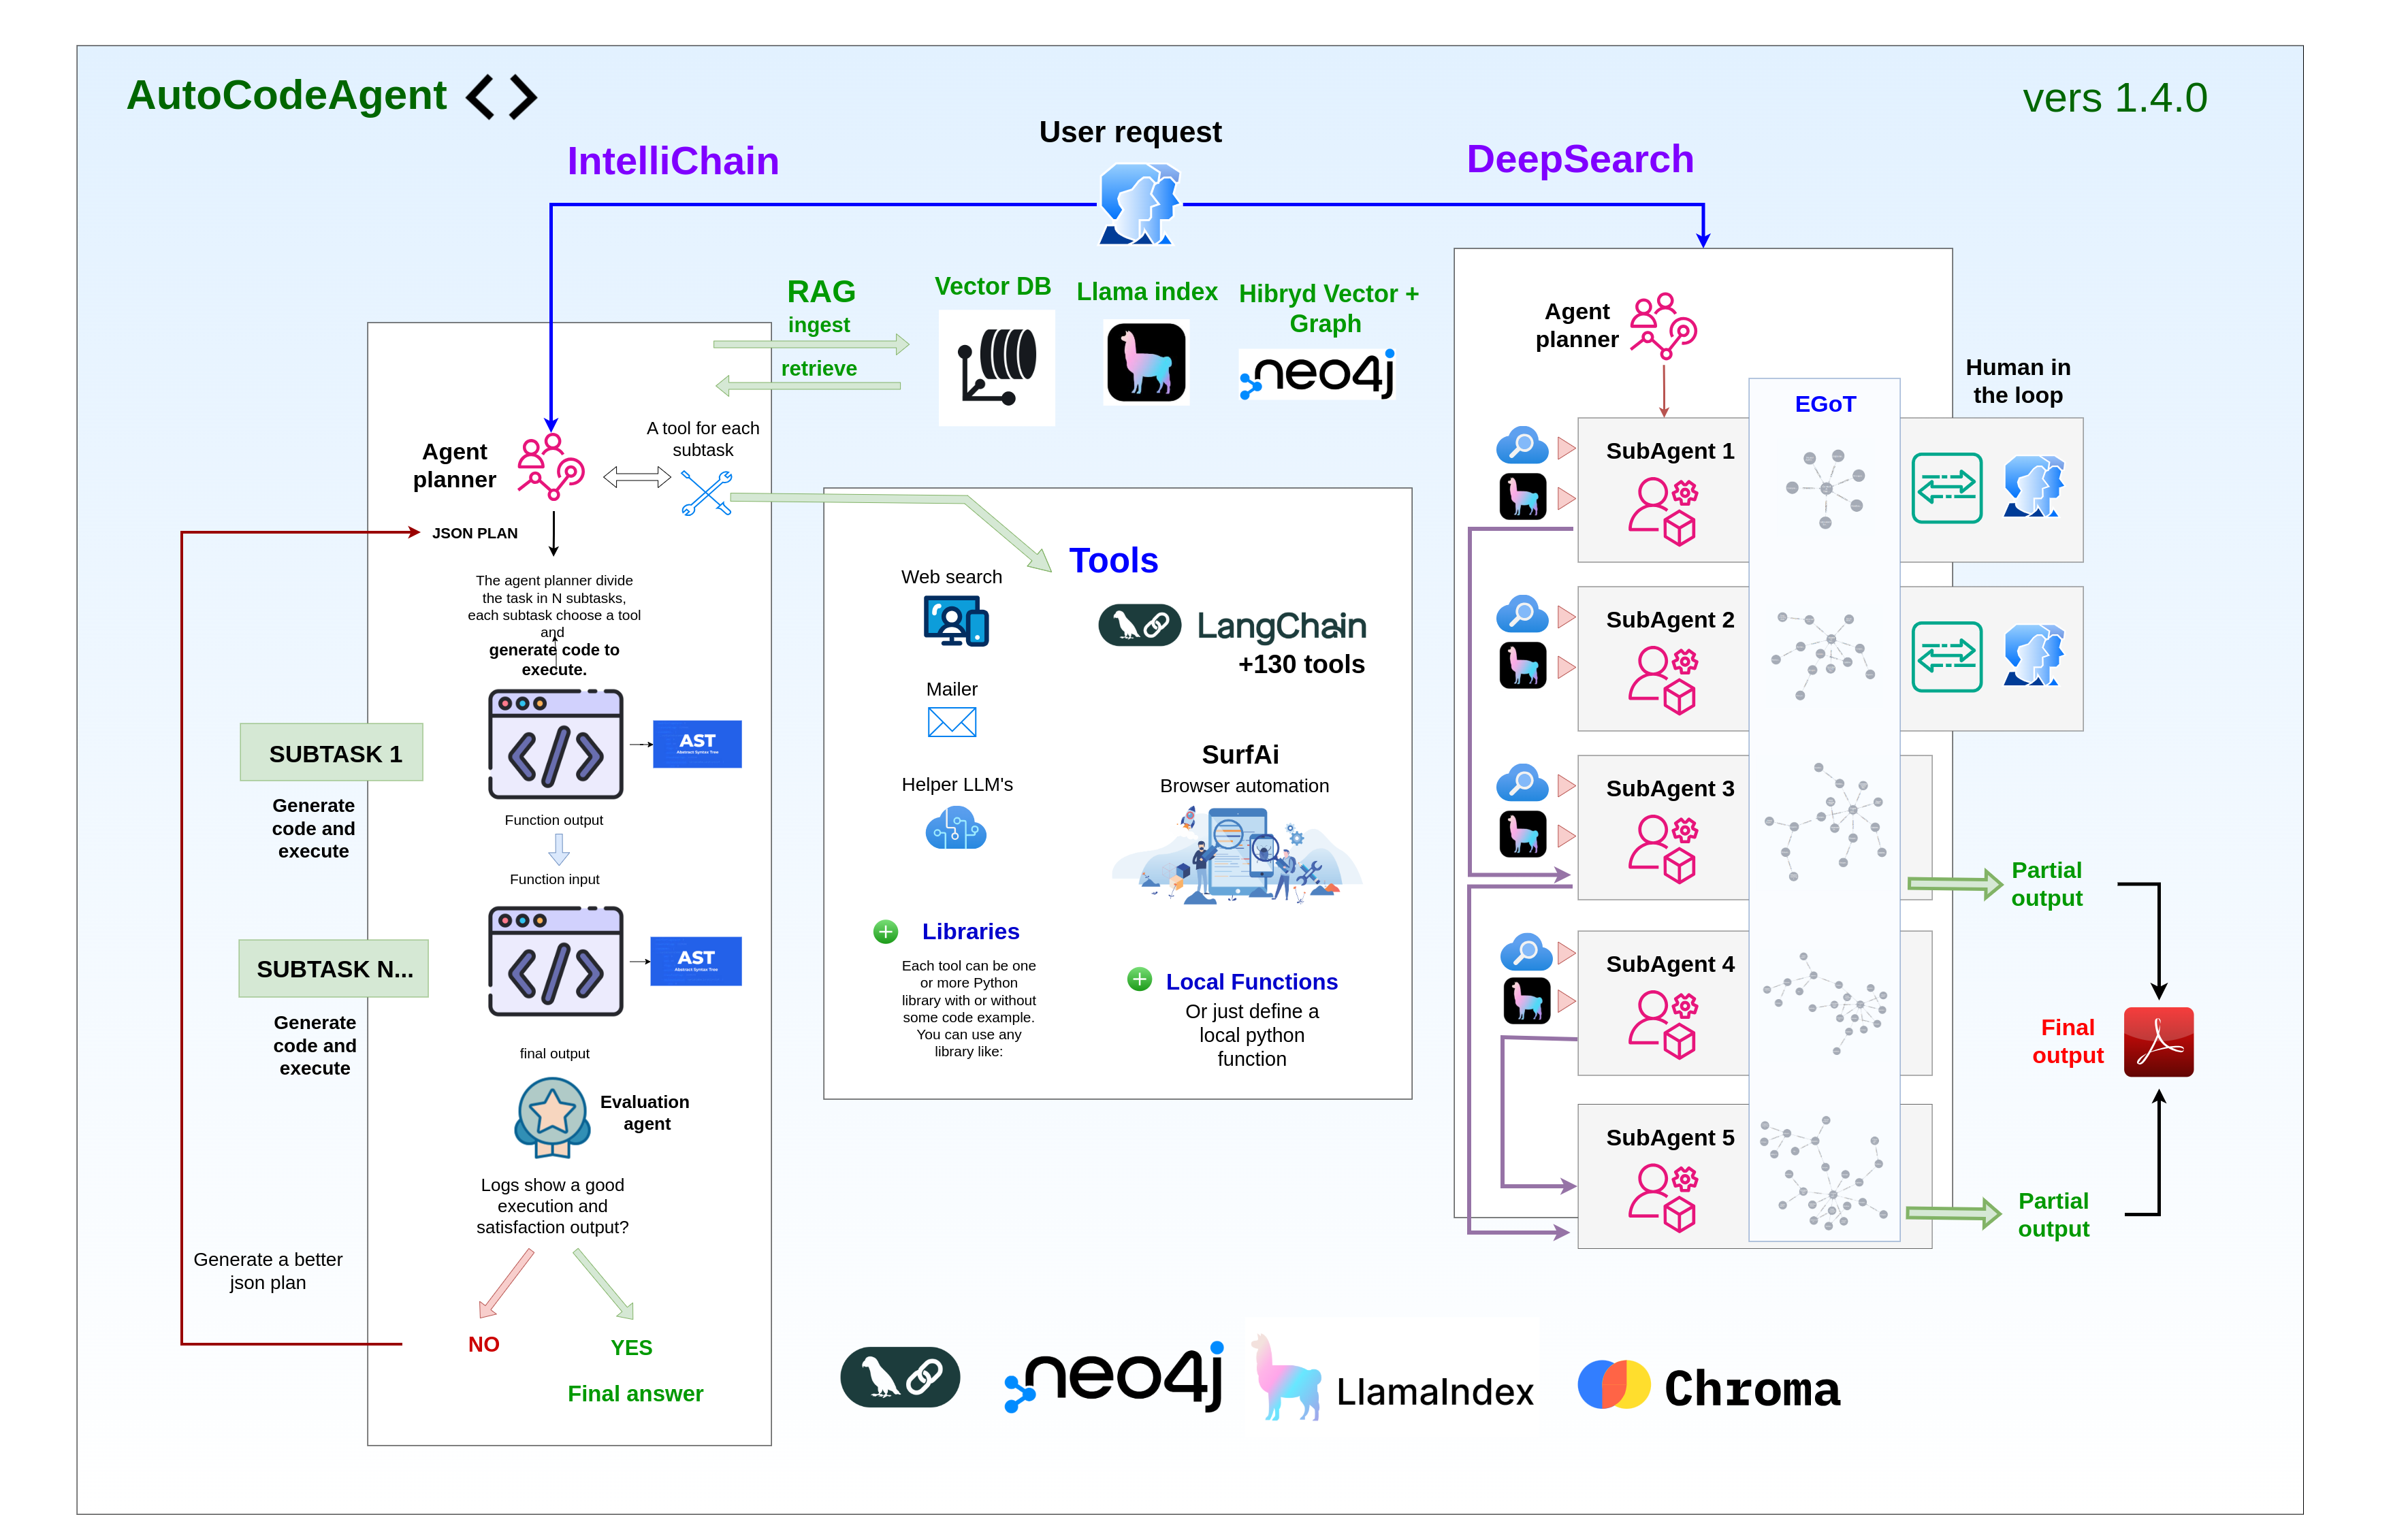 AutoCodeAgent
vers 1.4.0
User request
IntelliChain
DeepSearch
RAG
ingest
retrieve
Vector DB
Llama index
Hibryd Vector +
Graph
neo4j
A tool for each
subtask
Agent
planner
JSON PLAN
The agent planner divide
the task in N subtasks,
each subtask choose a tool
and
generate code to
execute.
SUBTASK 1
Generate
code and
execute
AST
Abstract Syntax Tree
Function output
Function input
SUBTASK N...
Generate
code and
execute
AST
Abstract Syntax Tree
final output
Evaluation
agent
Logs show a good
execution and
satisfaction output?
Generate a better
json plan
NO
YES
Final answer
Tools
Web search
LangChain
+130 tools
Mailer
SurfAi
Browser automation
Helper LLM's
Libraries
Each tool can be one
or more Python
library with or without
some code example.
You can use any
library like:
Local Functions
Or just define a
local python
function
Agent
planner
EGoT
Human in
the loop
SubAgent 1
SubAgent 2
SubAgent 3
SubAgent 4
SubAgent 5
Partial
output
Final
output
Partial
output
neo4j
LlamaIndex
Chroma